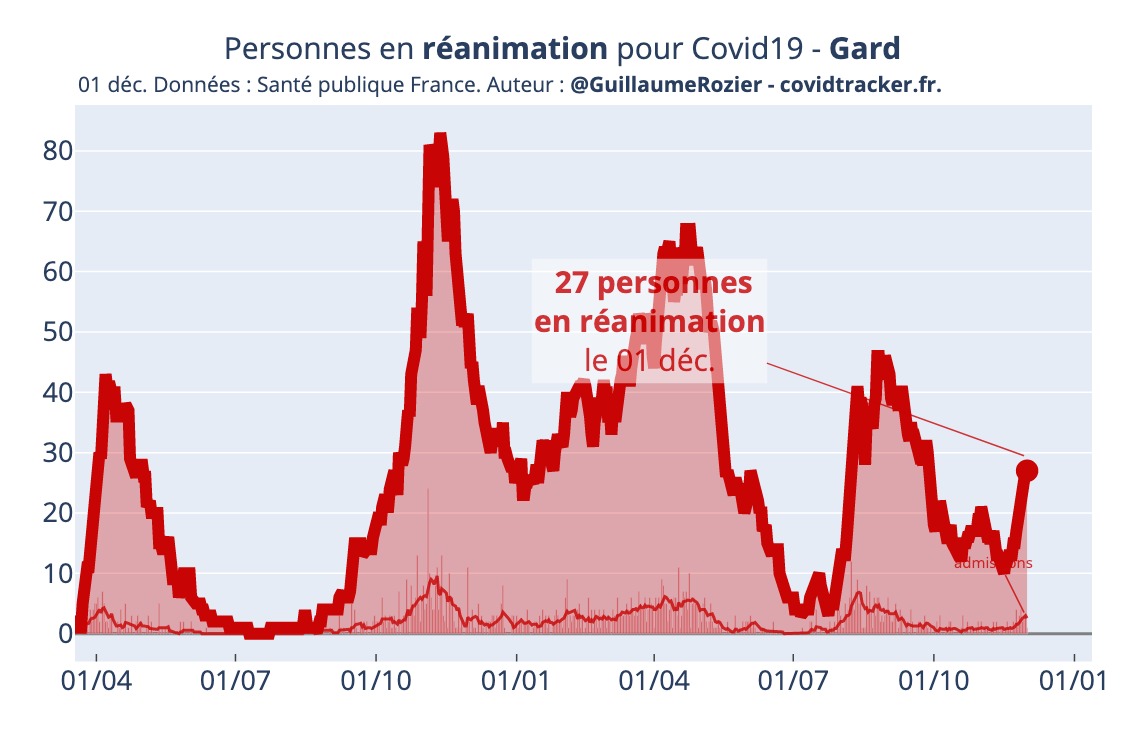 Personnes en réanimation pour Covid19 - Gard
01 déc. Données : Santé publique France. Auteur : @GuillaumeRozier - covidtracker.fr.
80
70
60
50
40
30
20
10
0
27 personnes
en réanimation
le 01 déc.
admissions
01/04 01/07 01/10 01/01 01/04 01/07 01/10 01/01